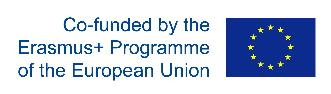 Co-funded by the
Erasmus+ Programme
of the European Union